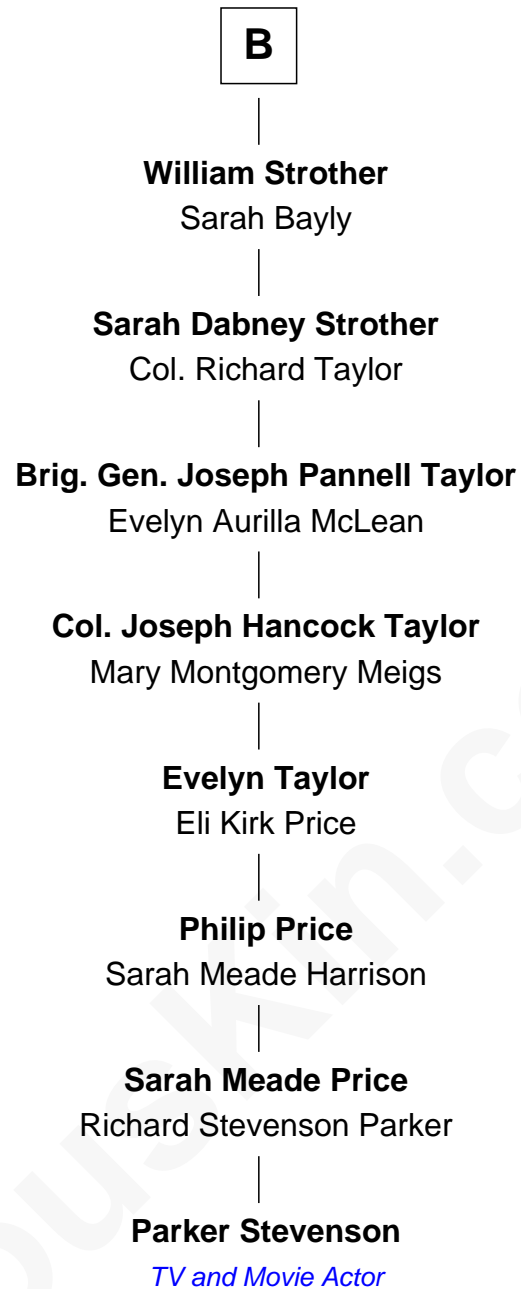 B
William Strother
Sarah Bayly
Sarah Dabney Strother
Col. Richard Taylor
Brig. Gen. Joseph Pannell Taylor
Evelyn Aurilla McLean
Col. Joseph Hancock Taylor
Mary Montgomery Meigs
Evelyn Taylor
Eli Kirk Price
Philip Price
Sarah Meade Harrison
Sarah Meade Price
Richard Stevenson Parker
Parker Stevenson
TV and Movie Actor